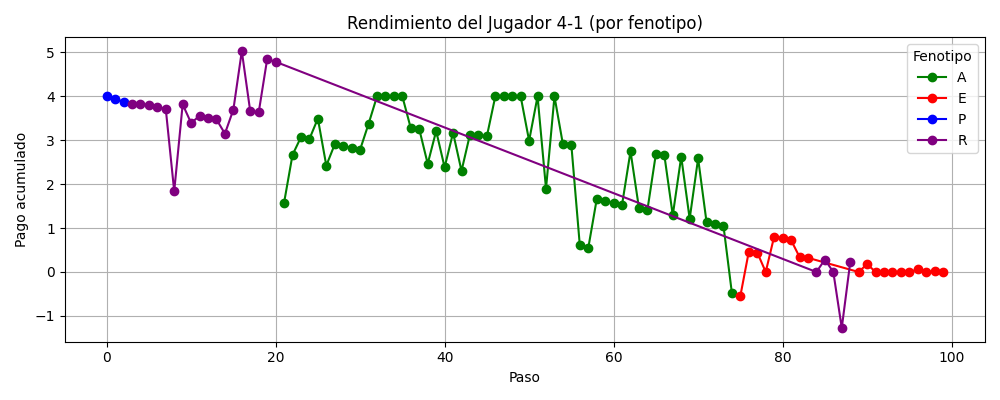 Rendimiento del Jugador 4-1 (por fenotipo)
Pago acumulado
5
4
3
2
1
0
−1
0
20
40
60
80
100
Paso
Fenotipo
A
E
P
R